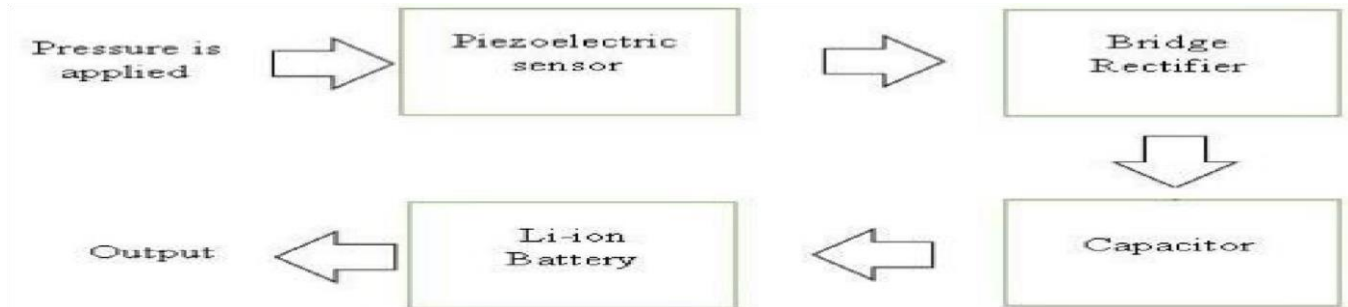 Pressure is
applied
Piezoelectric
sensor
Bridge
Rectifier
Output
Li-ion
Battery
Capacitor